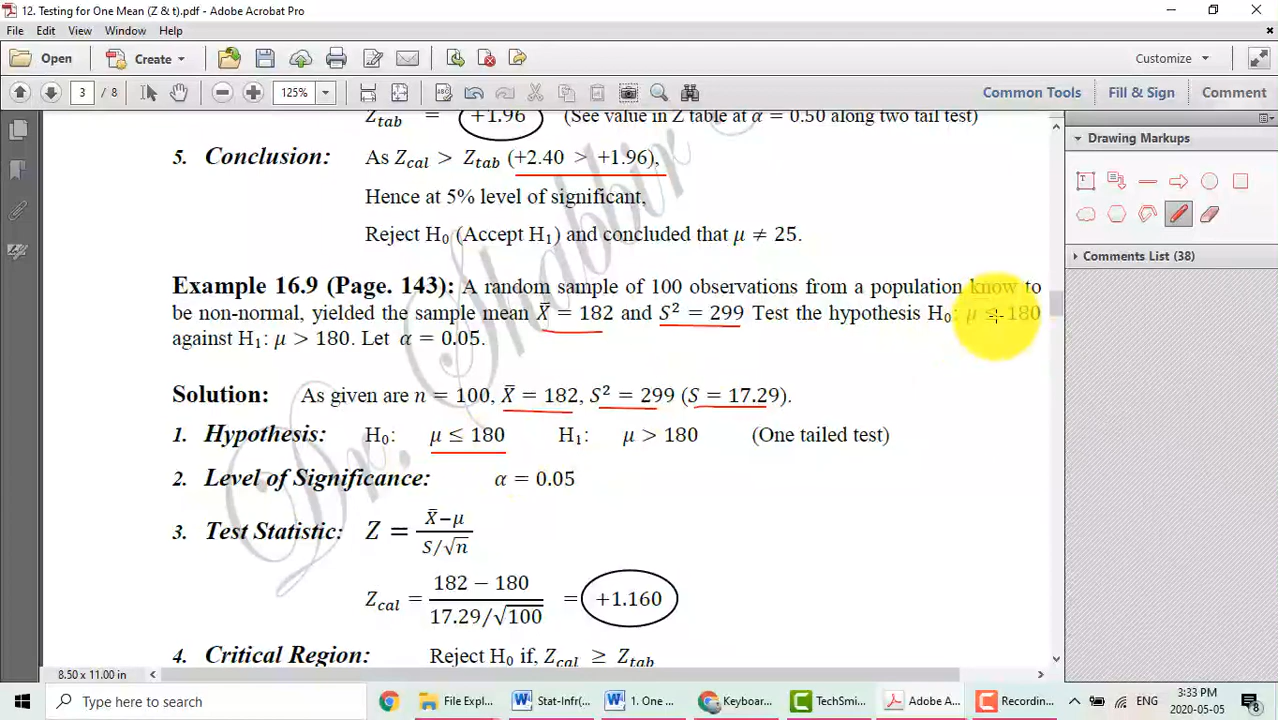 12. Testing for One Mean (Z & t).pdf - Adobe Acrobat Pro
File Edit View Window Help
Open Create Customize
3 / 8 125% Common Tools Fill & Sign Comment
Z_tab = +1.96 (See value in Z table at α = 0.50 along two tail test)
5. Conclusion: As Z_cal > Z_tab (+2.40 > +1.96),
Hence at 5% level of significant,
Reject H₀ (Accept H₁) and concluded that μ ≠ 25.
Example 16.9 (Page. 143): A random sample of 100 observations from a population know to
be non-normal, yielded the sample mean X̄ = 182 and S² = 299 Test the hypothesis H₀: μ ≤ 180
against H₁: μ > 180. Let α = 0.05.
Solution: As given are n = 100, X̄ = 182, S² = 299 (S = 17.29).
1. Hypothesis: H₀: μ ≤ 180 H₁: μ > 180 (One tailed test)
2. Level of Significance: α = 0.05
3. Test Statistic: Z = X̄−μ / S/√n
Z_cal = 182 − 180 / 17.29/√100 = +1.160
4. Critical Region: Reject H₀ if, Z_cal ≥ Z_tab
Dr. Shabbir
Drawing Markups
Comments List (38)
8.50 x 11.00 in
Type here to search
File Expl...
Stat-Infr(...
1. One ...
Keyboar...
TechSmi...
Adobe A...
Recordin...
ENG
3:33 PM
2020-05-05
8